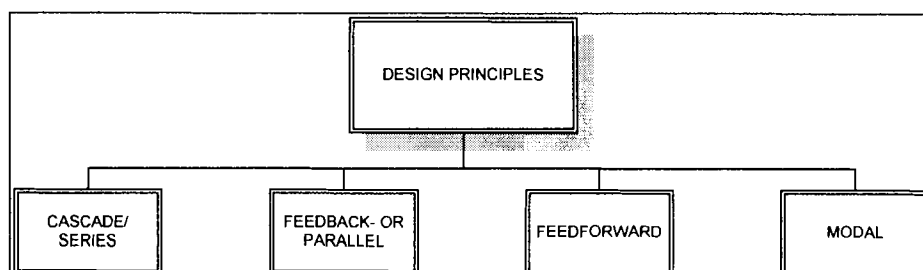 DESIGN PRINCIPLES
CASCADE/
SERIES
FEEDBACK- OR
PARALLEL
FEEDFORWARD
MODAL